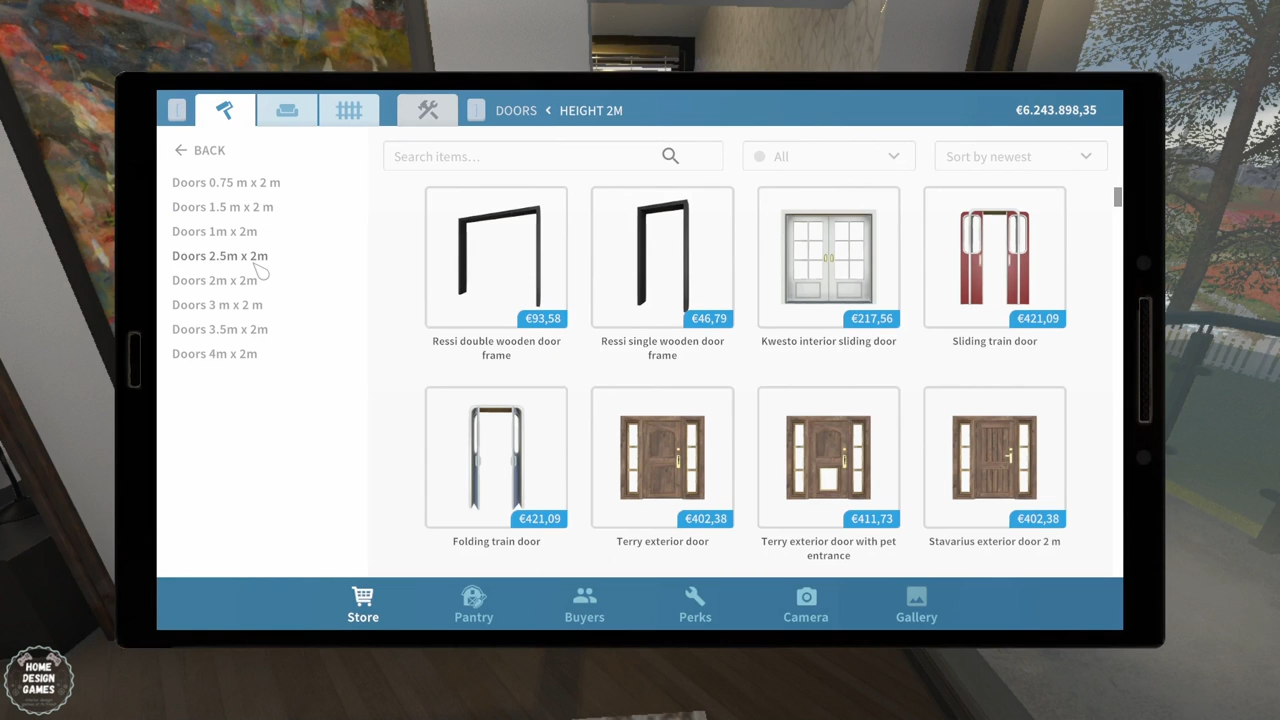 DOORS < HEIGHT 2M
€6.243.898,35
BACK
Search items...
All
Sort by newest
Doors 0.75 m x 2 m
Doors 1.5 m x 2 m
Doors 1m x 2m
Doors 2.5m x 2m
Doors 2m x 2m
Doors 3 m x 2 m
Doors 3.5m x 2m
Doors 4m x 2m
€93,58
€46,79
€217,56
€421,09
Ressi double wooden door
frame
Ressi single wooden door
frame
Kwesto interior sliding door
Sliding train door
€421,09
€402,38
€411,73
€402,38
Folding train door
Terry exterior door
Terry exterior door with pet
entrance
Stavarius exterior door 2 m
Store
Pantry
Buyers
Perks
Camera
Gallery
HOME
DESIGN
GAMES